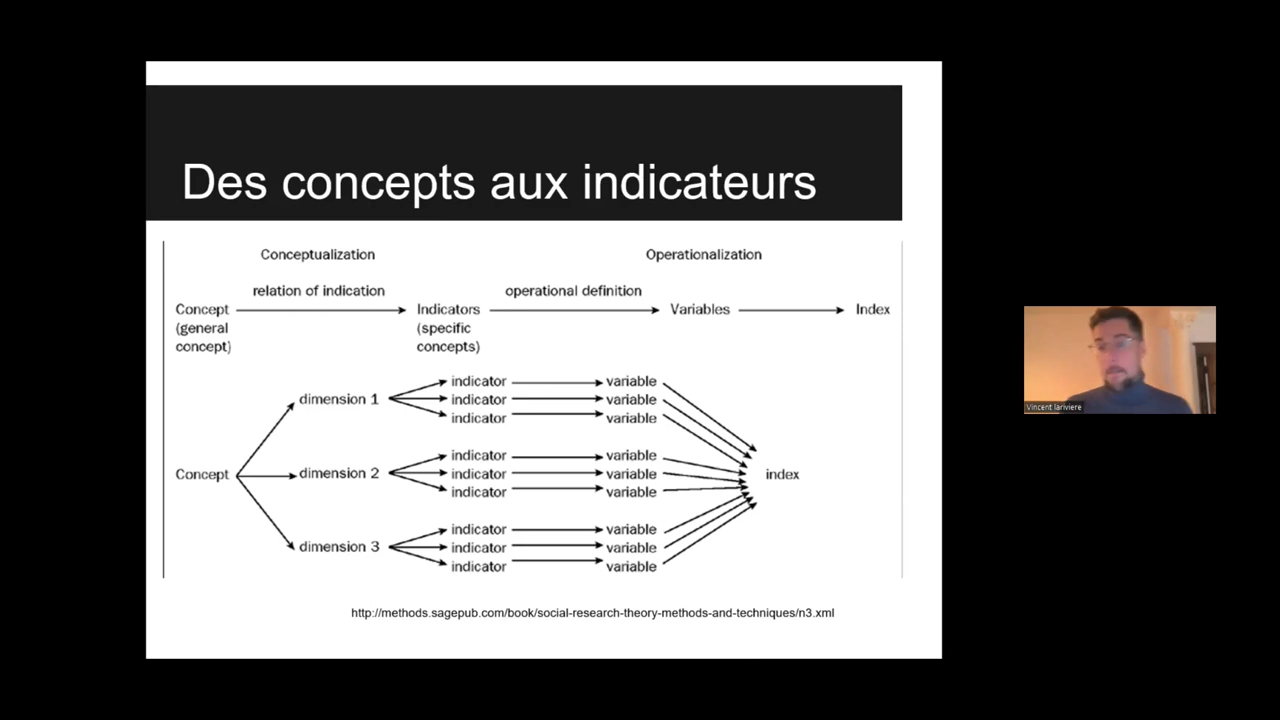 Des concepts aux indicateurs
Conceptualization
Operationalization
relation of indication
operational definition
Concept
Indicators
Variables
Index
(general
(specific
concept)
concepts)
indicator
variable
dimension 1
indicator
variable
indicator
variable
indicator
variable
Concept
dimension 2
indicator
variable
index
indicator
variable
indicator
variable
dimension 3
indicator
variable
indicator
variable
http://methods.sagepub.com/book/social-research-theory-methods-and-techniques/n3.xml
Vincent lariviere